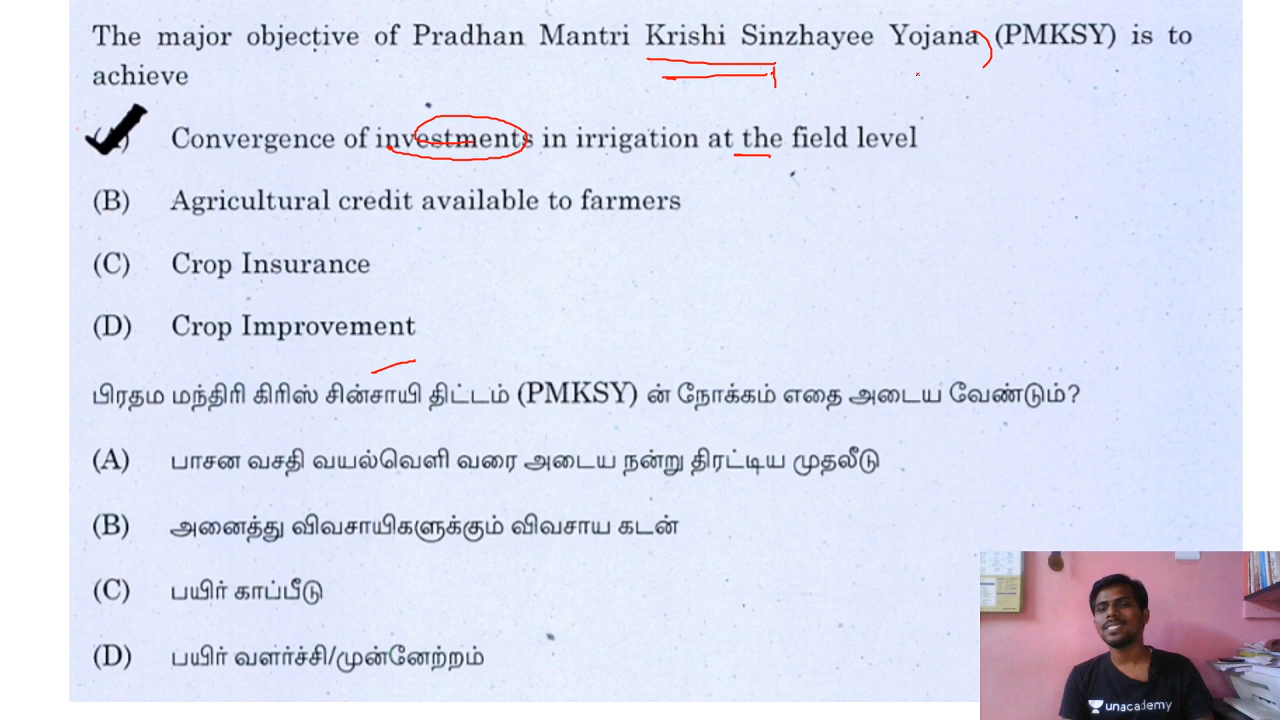 The major objective of Pradhan Mantri Krishi Sinzhayee Yojana (PMKSY) is to
achieve
Convergence of investments in irrigation at the field level
(B) Agricultural credit available to farmers
(C) Crop Insurance
(D) Crop Improvement
பிரதம மந்திரி கிரிஸ் சின்சாயி திட்டம் (PMKSY) ன் நோக்கம் எதை அடைய வேண்டும்?
(A) பாசன வசதி வயல்வெளி வரை அடைய நன்று திரட்டிய முதலீடு
(B) அனைத்து விவசாயிகளுக்கும் விவசாய கடன்
(C) பயிர் காப்பீடு
(D) பயிர் வளர்ச்சி/முன்னேற்றம்
unacademy